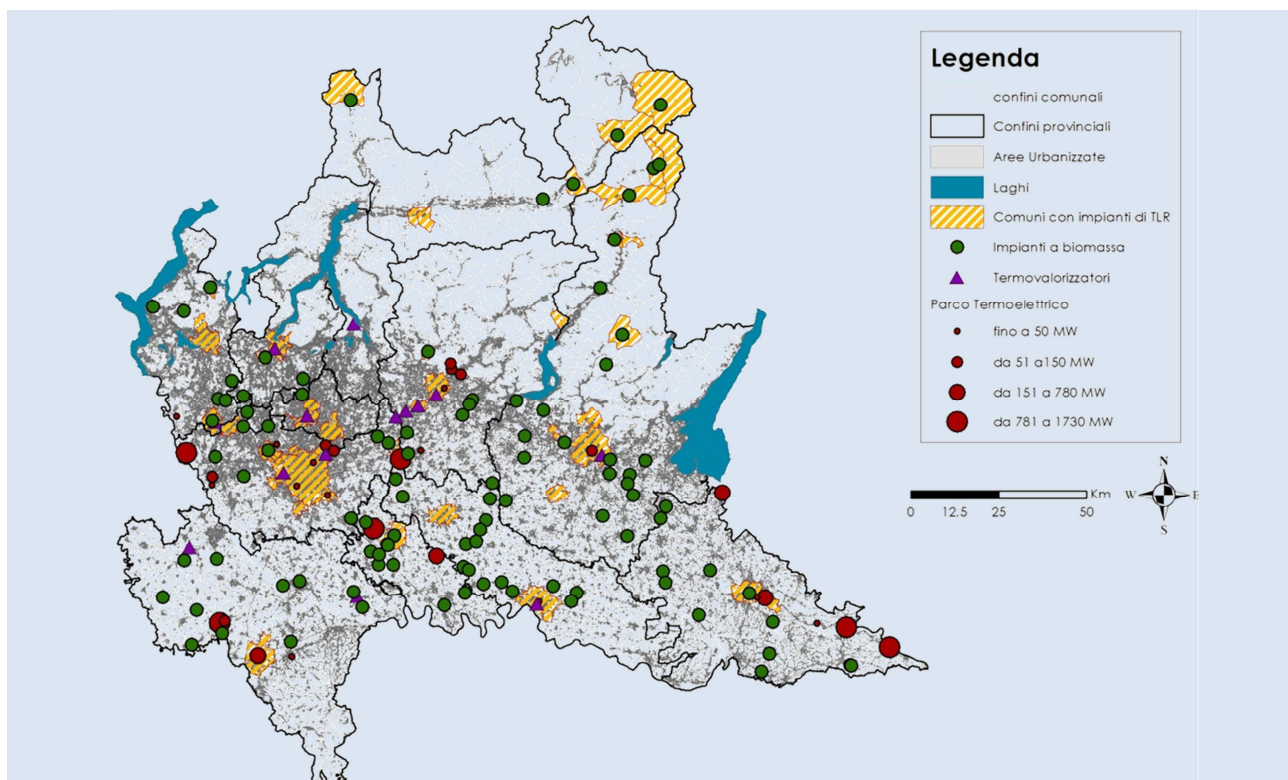 Legenda
confini comunali
Confini provinciali
Aree Urbanizzate
Laghi
Comuni con impianti di TLR
Impianti a biomassa
Termovalorizzatori
Parco Termoelettrico
fino a 50 MW
da 51 a150 MW
da 151 a 780 MW
da 781 a 1730 MW
Km
0 12.5 25 50
N
W E
S